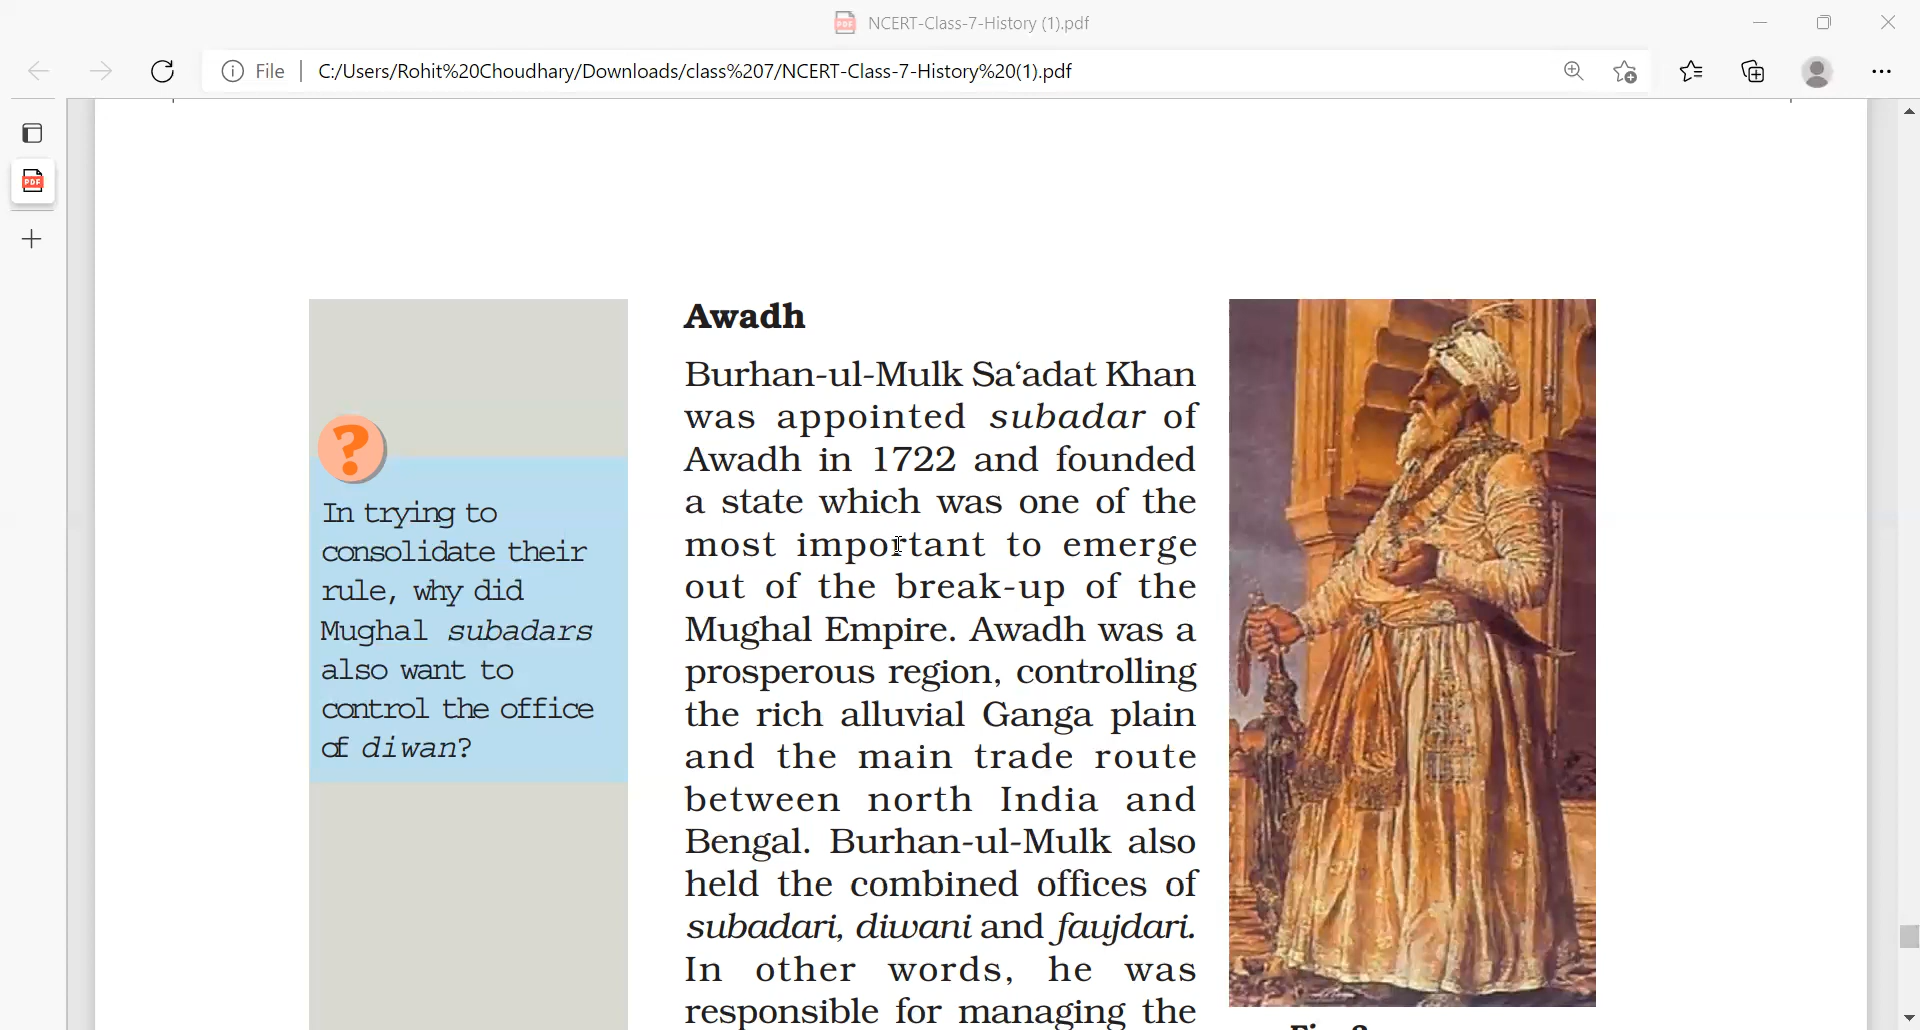 NCERT-Class-7-History (1).pdf
File
C:/Users/Rohit%20Choudhary/Downloads/class%207/NCERT-Class-7-History%20(1).pdf
PDF
?
In trying to
consolidate their
rule, why did
Mughal subadars
also want to
control the office
of diwan?
Awadh
Burhan-ul-Mulk Sa‘adat Khan
was appointed subadar of
Awadh in 1722 and founded
a state which was one of the
most important to emerge
out of the break-up of the
Mughal Empire. Awadh was a
prosperous region, controlling
the rich alluvial Ganga plain
and the main trade route
between north India and
Bengal. Burhan-ul-Mulk also
held the combined offices of
subadari, diwani and faujdari.
In other words, he was
responsible for managing the